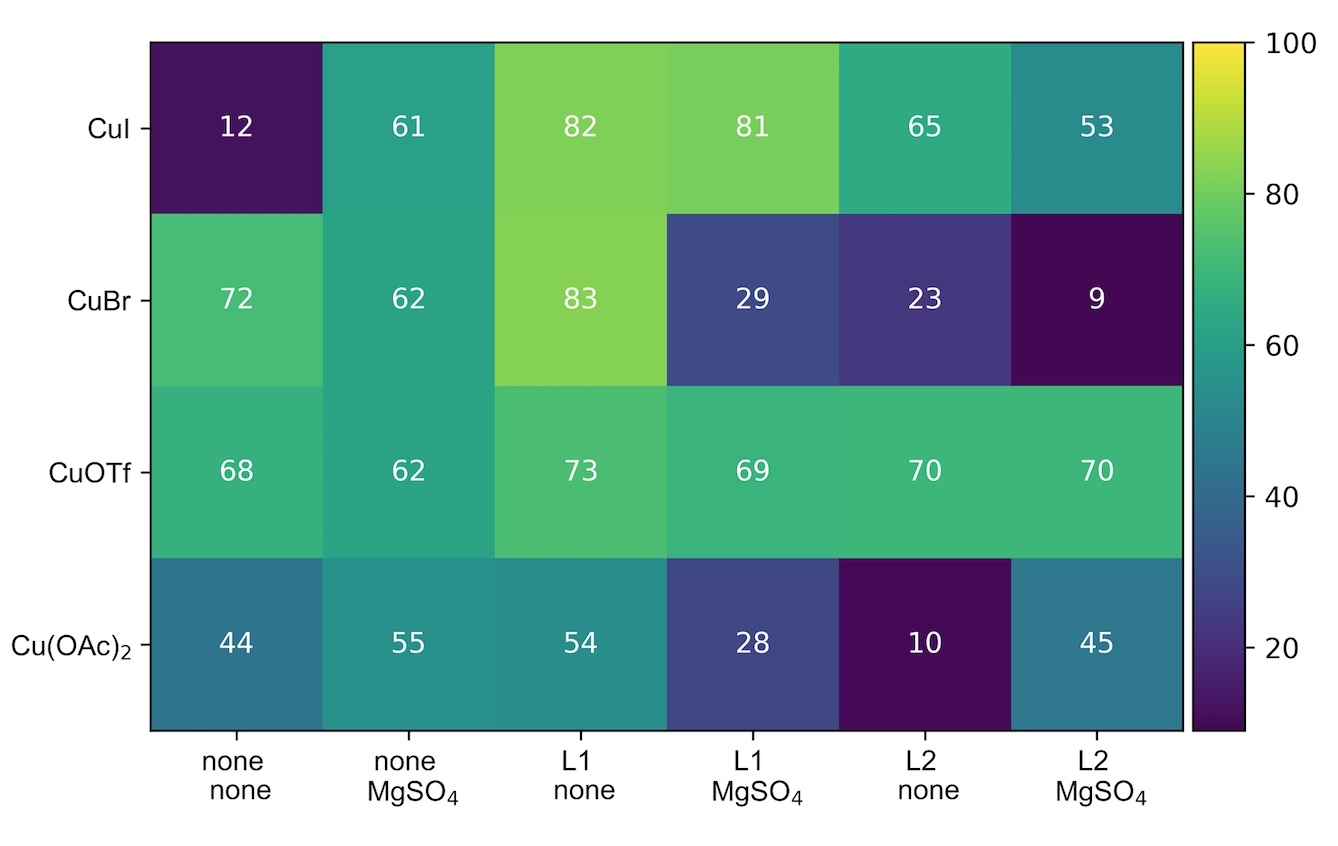 CuI 12 61 82 81 65 53
CuBr 72 62 83 29 23 9
CuOTf 68 62 73 69 70 70
Cu(OAc)₂ 44 55 54 28 10 45
none none L1 L1 L2 L2
none MgSO₄ none MgSO₄ none MgSO₄
100
80
60
40
20